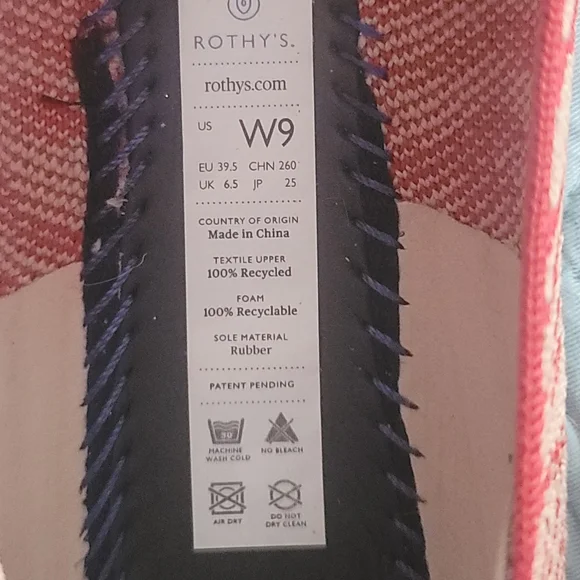 ROTHY'S.
rothys.com
US W9
EU 39.5 CHN 260
UK 6.5 JP 25
COUNTRY OF ORIGIN
Made in China
TEXTILE UPPER
100% Recycled
FOAM
100% Recyclable
SOLE MATERIAL
Rubber
PATENT PENDING
30
MACHINE WASH COLD
NO BLEACH
AIR DRY
DO NOT DRY CLEAN